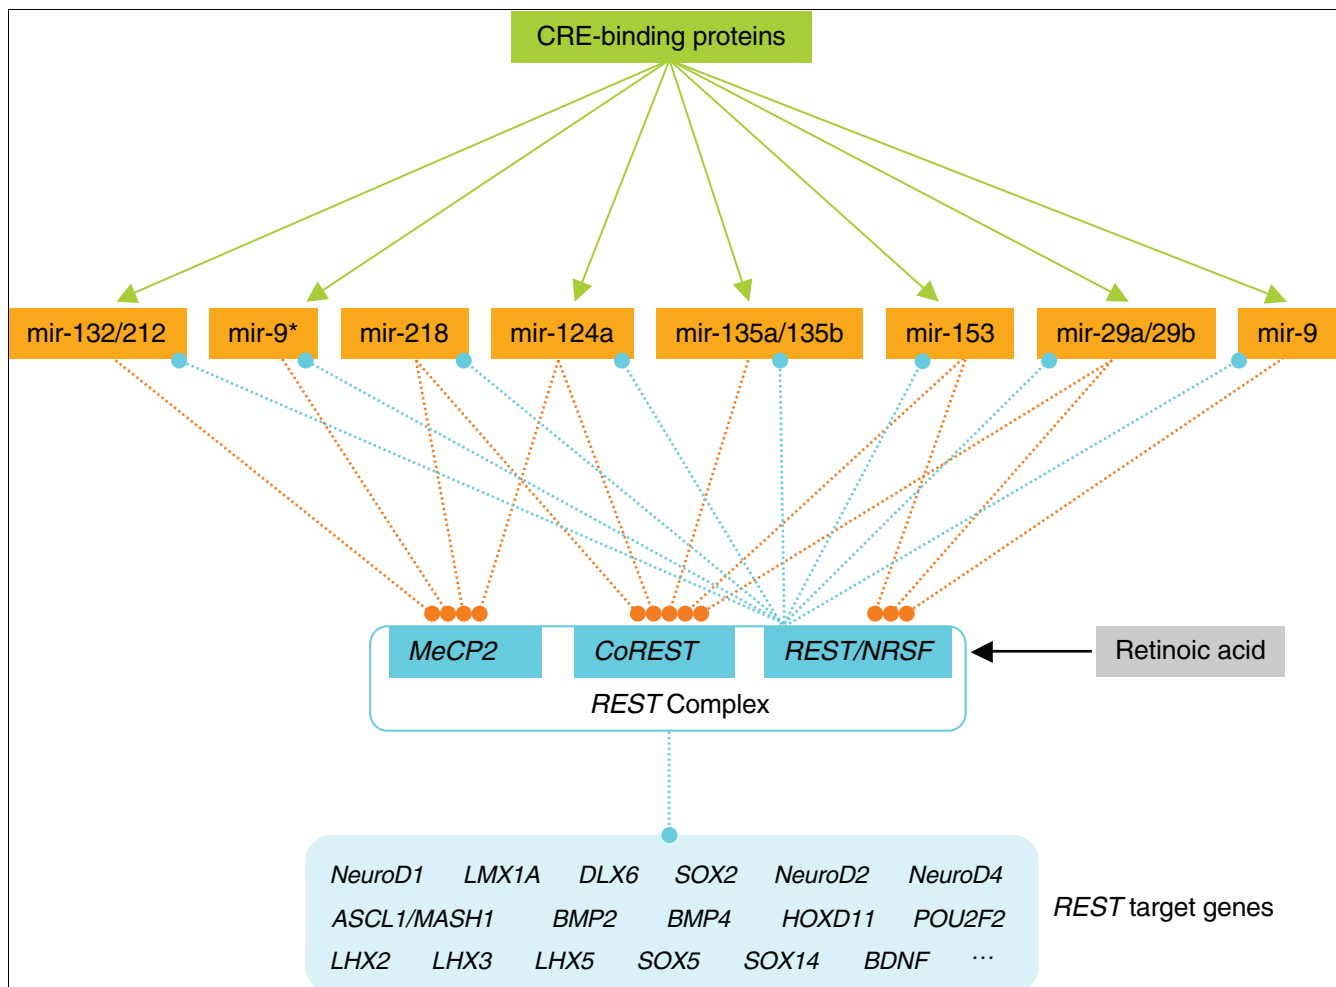 CRE-binding proteins
mir-132/212 mir-9* mir-218 mir-124a mir-135a/135b mir-153 mir-29a/29b mir-9
MeCP2 CoREST REST/NRSF Retinoic acid
REST Complex
NeuroD1 LMX1A DLX6 SOX2 NeuroD2 NeuroD4
ASCL1/MASH1 BMP2 BMP4 HOXD11 POU2F2
REST target genes
LHX2 LHX3 LHX5 SOX5 SOX14 BDNF ...